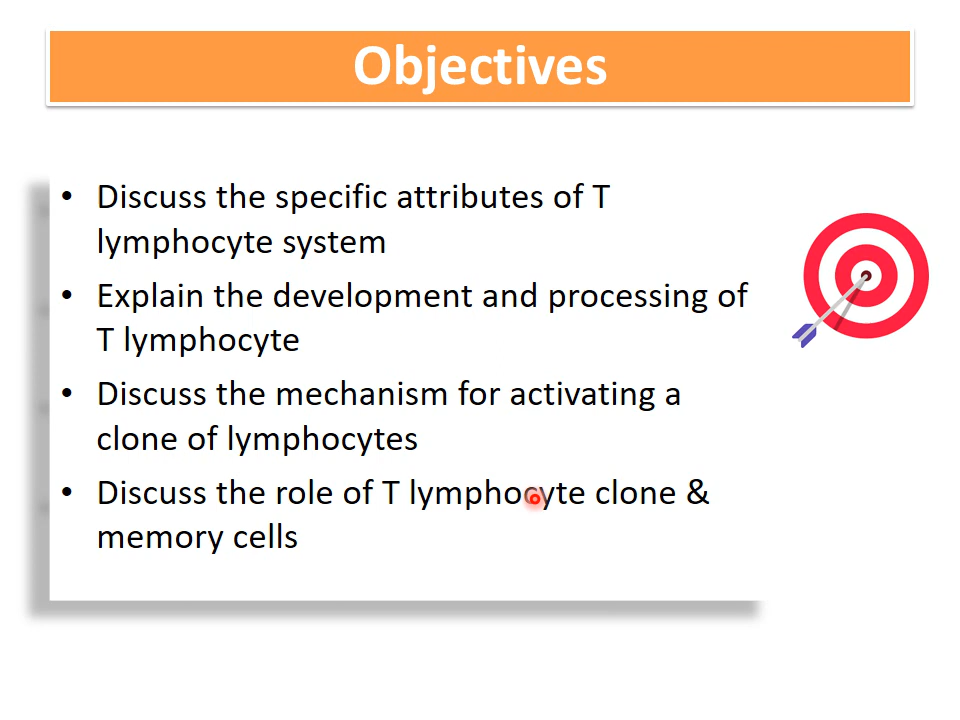 Objectives
• Discuss the specific attributes of T
lymphocyte system
• Explain the development and processing of
T lymphocyte
• Discuss the mechanism for activating a
clone of lymphocytes
• Discuss the role of T lymphocyte clone &
memory cells